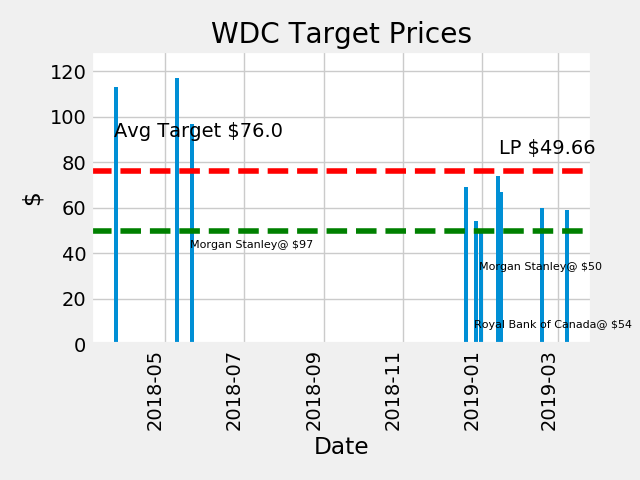 WDC Target Prices
120
100
80
60
40
20
0
$
Avg Target $76.0
LP $49.66
Morgan Stanley@ $97
Morgan Stanley@ $50
Royal Bank of Canada@ $54
2018-05
2018-07
2018-09
2018-11
2019-01
2019-03
Date